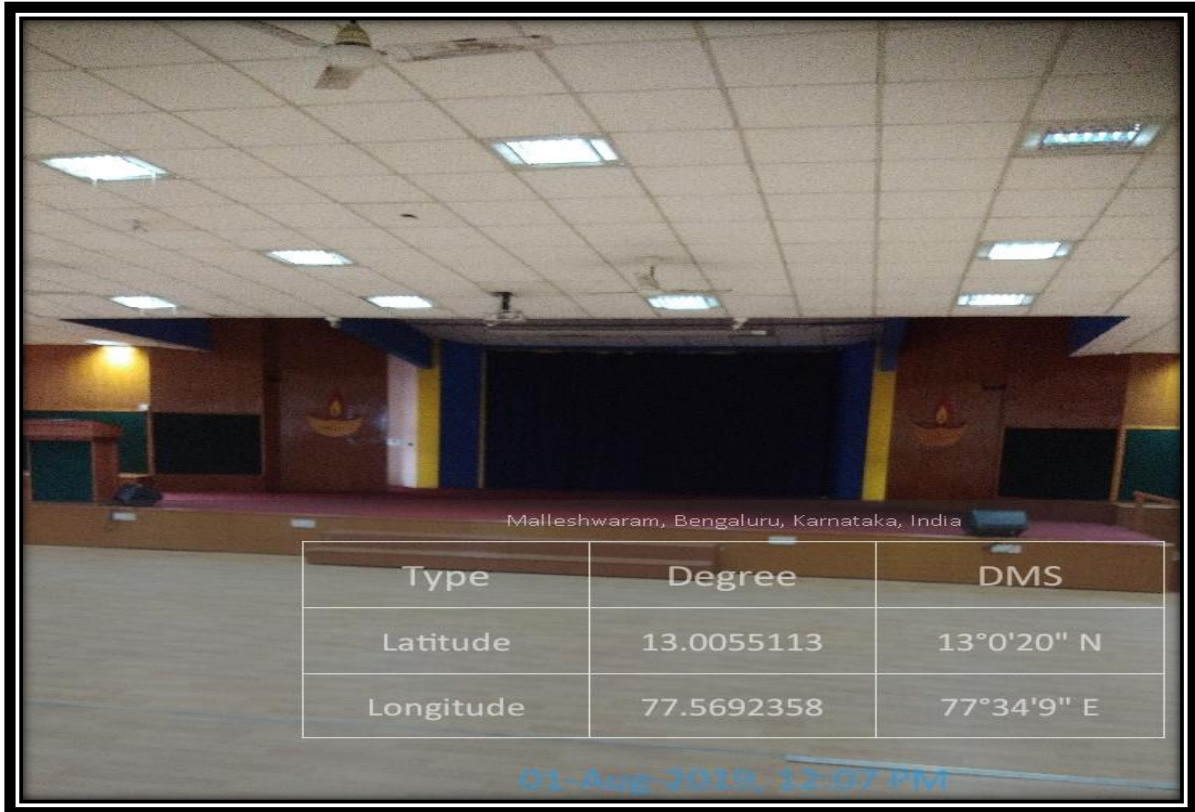 Malleshwaram, Bengaluru, Karnataka, India
Type Degree DMS
Latitude 13.0055113 13°0'20" N
Longitude 77.5692358 77°34'9" E
01-Aug-2019, 12:07 PM